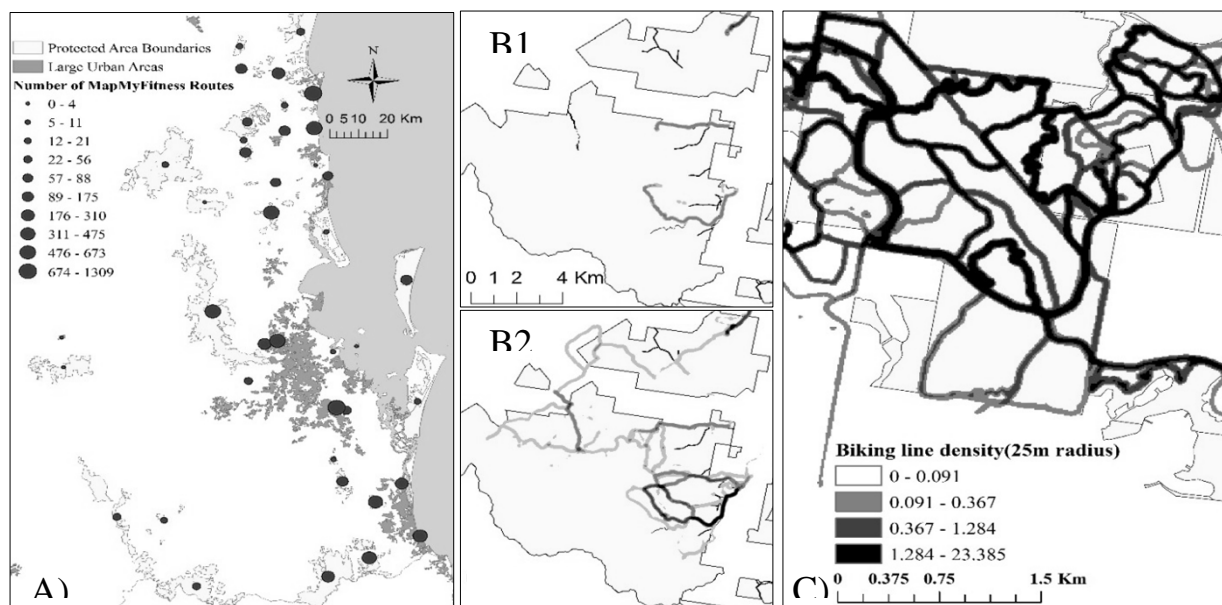 Protected Area Boundaries
Large Urban Areas
Number of MapMyFitness Routes
0 - 4
5 - 11
12 - 21
22 - 56
57 - 88
89 - 175
176 - 310
311 - 475
476 - 673
674 - 1309
N
0 5 10 20 Km
A)
B1
0 1 2 4 Km
B2
Biking line density(25m radius)
0 - 0.091
0.091 - 0.367
0.367 - 1.284
1.284 - 23.385
C)
0 0.375 0.75 1.5 Km